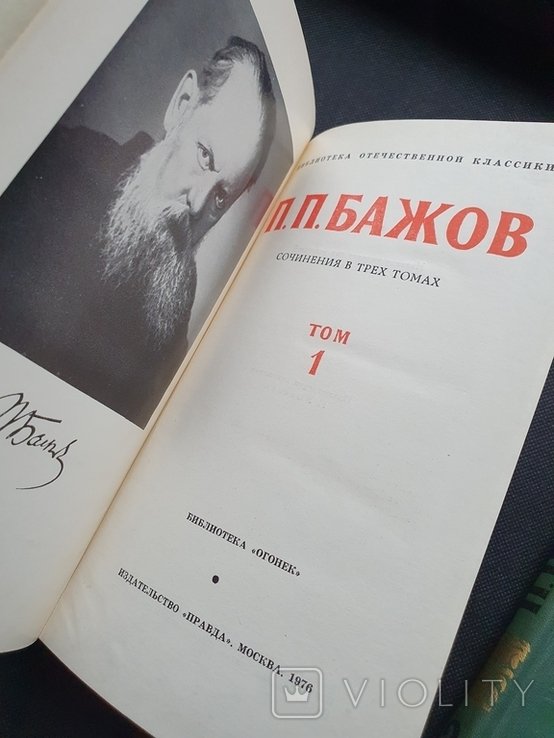 БИБЛИОТЕКА ОТЕЧЕСТВЕННОЙ КЛАССИКИ
П.П.БАЖОВ
СОЧИНЕНИЯ В ТРЕХ ТОМАХ
ТОМ
1
БИБЛИОТЕКА «ОГОНЕК»
ИЗДАТЕЛЬСТВО «ПРАВДА». МОСКВА. 1976
VIOLITY